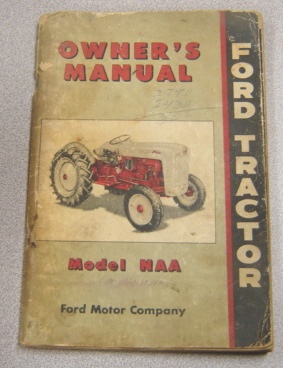 OWNER'S
MANUAL
FORD TRACTOR
Model NAA
Ford Motor Company